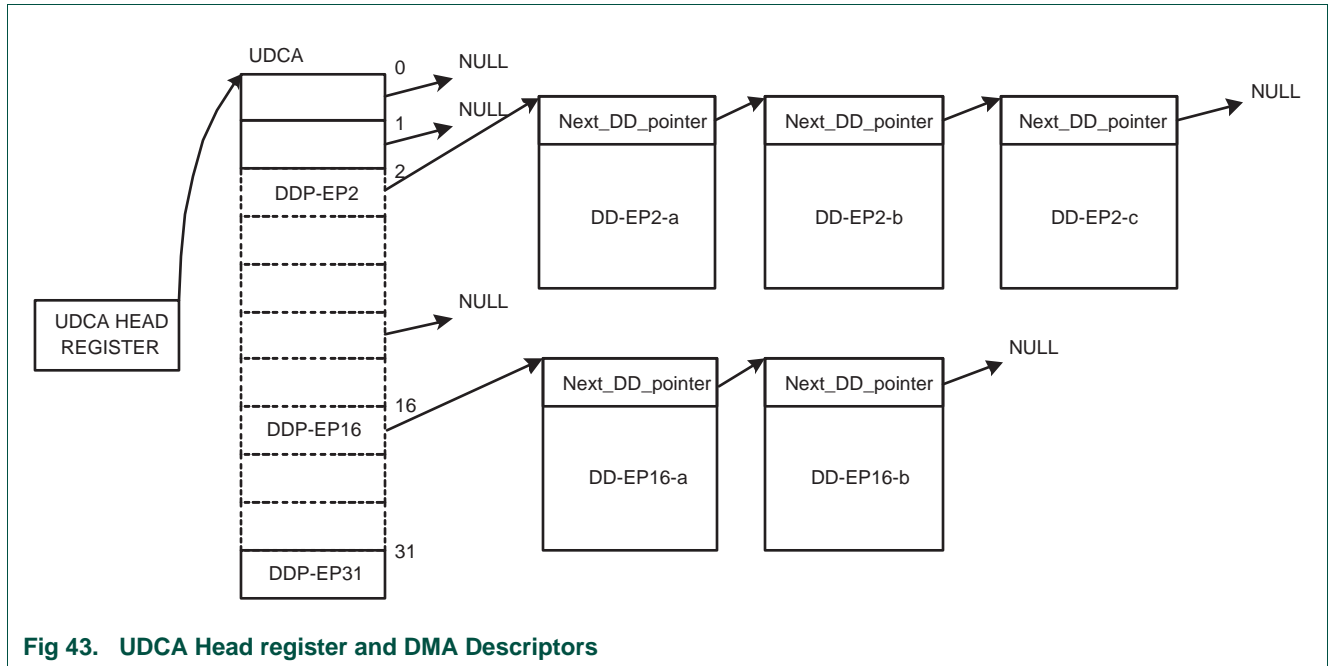 UDCA
0
NULL
1
NULL
2
DDP-EP2
Next_DD_pointer
Next_DD_pointer
Next_DD_pointer
NULL
DD-EP2-a
DD-EP2-b
DD-EP2-c
UDCA HEAD
REGISTER
NULL
16
DDP-EP16
Next_DD_pointer
Next_DD_pointer
NULL
DD-EP16-a
DD-EP16-b
31
DDP-EP31
Fig 43. UDCA Head register and DMA Descriptors